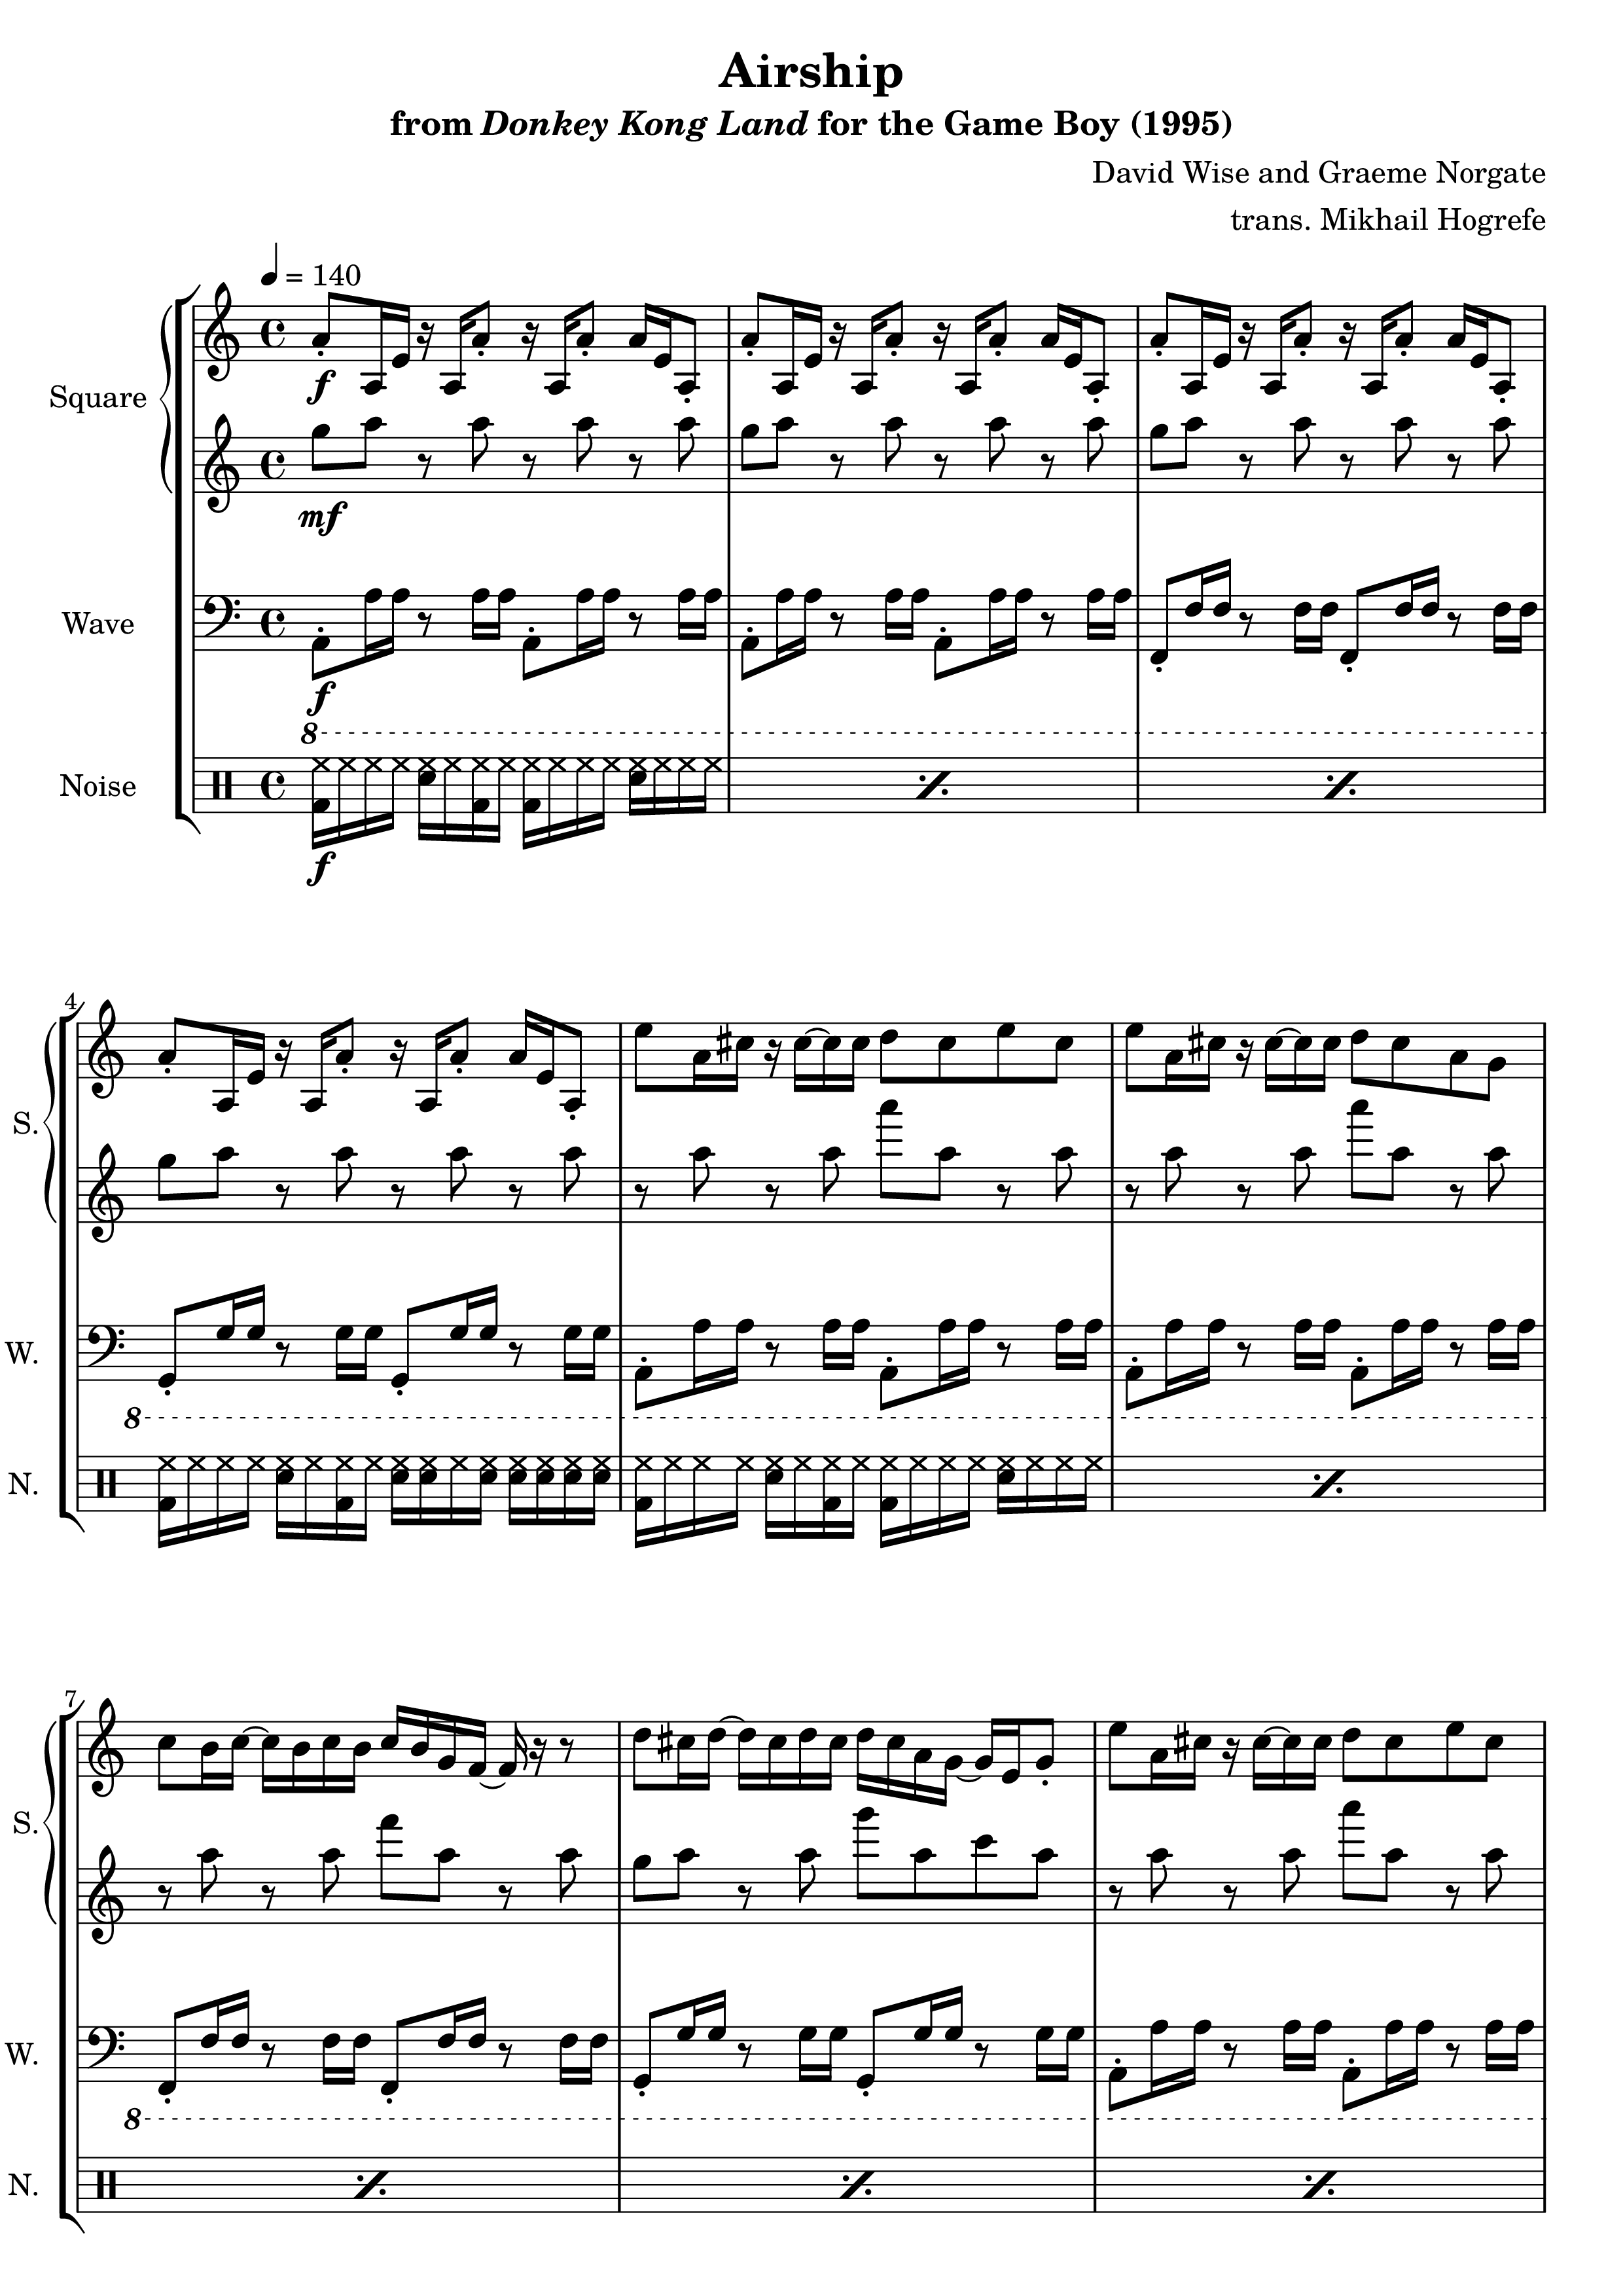 Airship
from Donkey Kong Land for the Game Boy (1995)
David Wise and Graeme Norgate
trans. Mikhail Hogrefe
♩ = 140
Square
f
mf
Wave
f
8
Noise
f
4
S.
W.
8
N.
7
S.
W.
8
N.